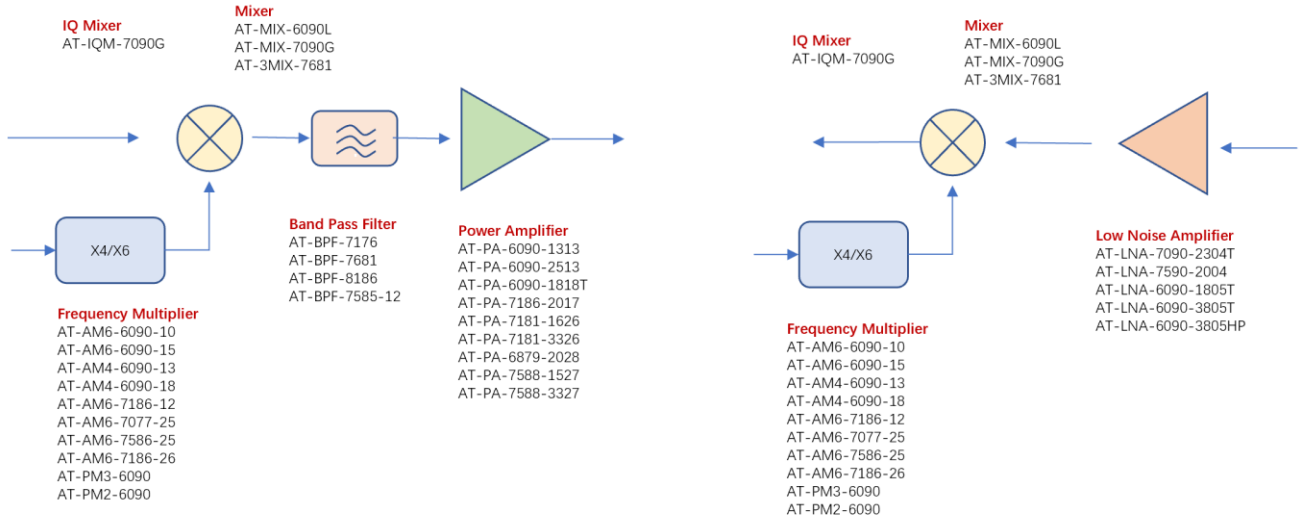 IQ Mixer
AT-IQM-7090G
Mixer
AT-MIX-6090L
AT-MIX-7090G
AT-3MIX-7681
X4/X6
Band Pass Filter
AT-BPF-7176
AT-BPF-7681
AT-BPF-8186
AT-BPF-7585-12
Power Amplifier
AT-PA-6090-1313
AT-PA-6090-2513
AT-PA-6090-1818T
AT-PA-7186-2017
AT-PA-7181-1626
AT-PA-7181-3326
AT-PA-6879-2028
AT-PA-7588-1527
AT-PA-7588-3327
Frequency Multiplier
AT-AM6-6090-10
AT-AM6-6090-15
AT-AM4-6090-13
AT-AM4-6090-18
AT-AM6-7186-12
AT-AM6-7077-25
AT-AM6-7586-25
AT-AM6-7186-26
AT-PM3-6090
AT-PM2-6090
IQ Mixer
AT-IQM-7090G
Mixer
AT-MIX-6090L
AT-MIX-7090G
AT-3MIX-7681
X4/X6
Low Noise Amplifier
AT-LNA-7090-2304T
AT-LNA-7590-2004
AT-LNA-6090-1805T
AT-LNA-6090-3805T
AT-LNA-6090-3805HP
Frequency Multiplier
AT-AM6-6090-10
AT-AM6-6090-15
AT-AM4-6090-13
AT-AM4-6090-18
AT-AM6-7186-12
AT-AM6-7077-25
AT-AM6-7586-25
AT-AM6-7186-26
AT-PM3-6090
AT-PM2-6090